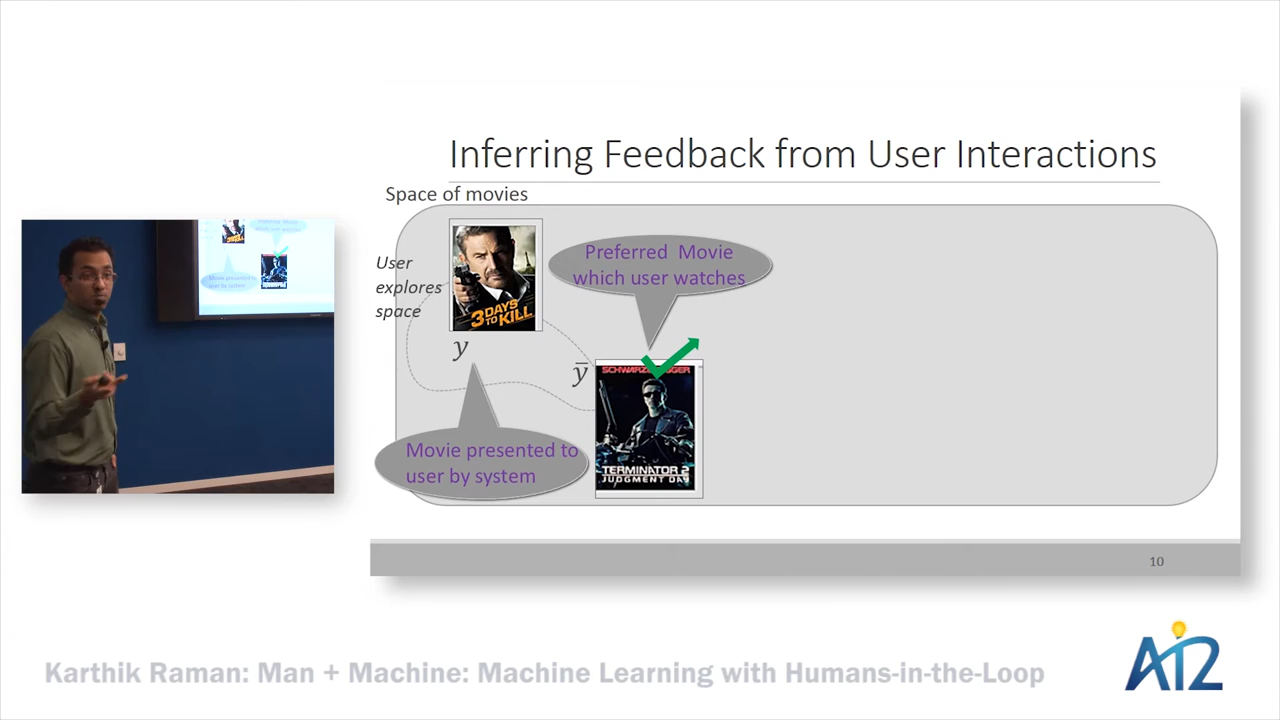 Inferring Feedback from User Interactions
Space of movies
User
explores
space
3 DAYS
TO KILL
Preferred Movie
which user watches
y
ȳ
SCHWARZENEGGER
TERMINATOR 2
JUDGMENT DAY
Movie presented to
user by system
10
Karthik Raman: Man + Machine: Machine Learning with Humans-in-the-Loop
AI2